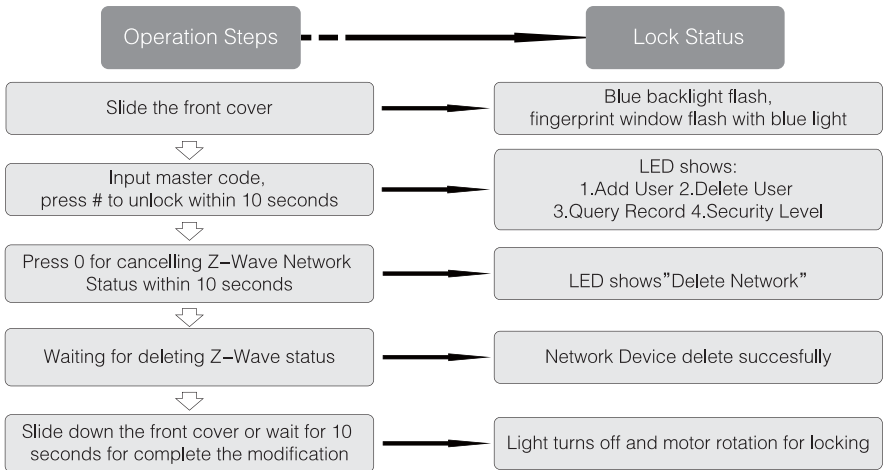 Operation Steps
Lock Status
Slide the front cover
Blue backlight flash,
fingerprint window flash with blue light
Input master code,
press # to unlock within 10 seconds
LED shows:
1.Add User 2.Delete User
3.Query Record 4.Security Level
Press 0 for cancelling Z-Wave Network
Status within 10 seconds
LED shows"Delete Network"
Waiting for deleting Z-Wave status
Network Device delete succesfully
Slide down the front cover or wait for 10
seconds for complete the modification
Light turns off and motor rotation for locking